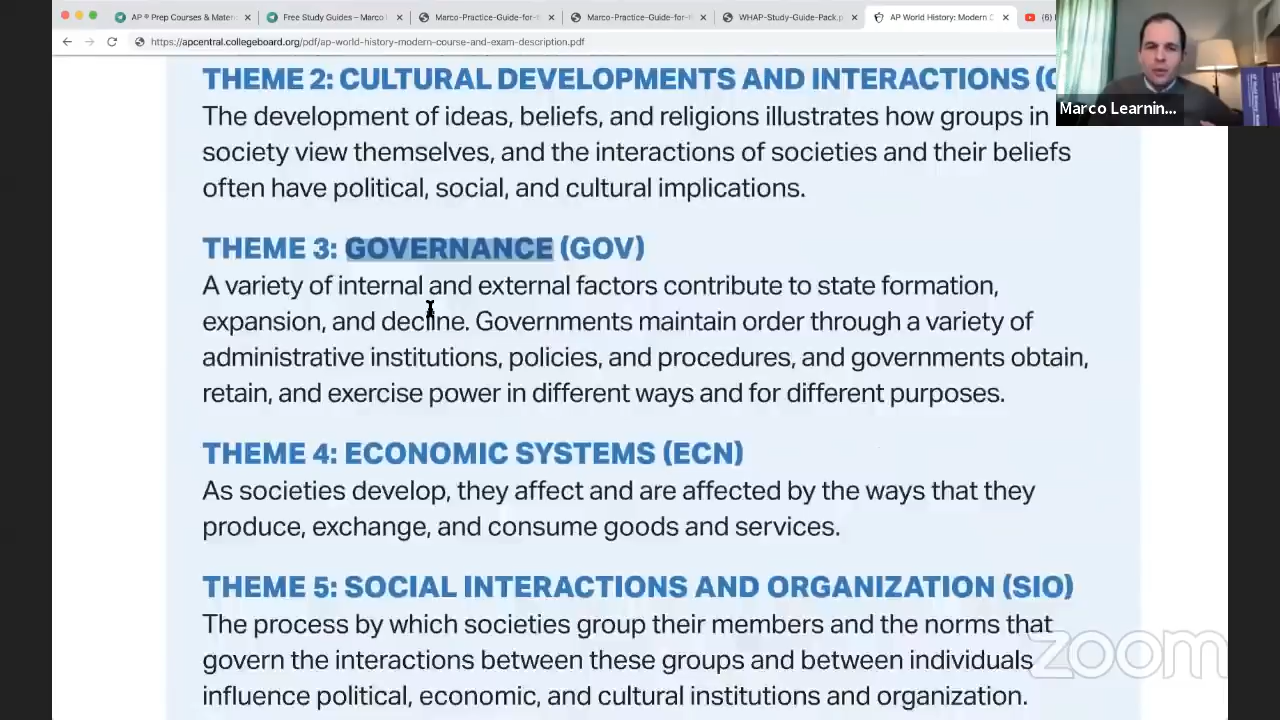 AP ® Prep Courses & Mater
Free Study Guides – Marco
Marco-Practice-Guide-for-
Marco-Practice-Guide-for-
WHAP-Study-Guide-Pack.p
AP World History: Modern C
(6)
https://apcentral.collegeboard.org/pdf/ap-world-history-modern-course-and-exam-description.pdf
Marco Learnin...
THEME 2: CULTURAL DEVELOPMENTS AND INTERACTIONS (C
The development of ideas, beliefs, and religions illustrates how groups in
society view themselves, and the interactions of societies and their beliefs
often have political, social, and cultural implications.
THEME 3: GOVERNANCE (GOV)
A variety of internal and external factors contribute to state formation,
expansion, and decline. Governments maintain order through a variety of
administrative institutions, policies, and procedures, and governments obtain,
retain, and exercise power in different ways and for different purposes.
THEME 4: ECONOMIC SYSTEMS (ECN)
As societies develop, they affect and are affected by the ways that they
produce, exchange, and consume goods and services.
THEME 5: SOCIAL INTERACTIONS AND ORGANIZATION (SIO)
The process by which societies group their members and the norms that
govern the interactions between these groups and between individuals
influence political, economic, and cultural institutions and organization.
zoom